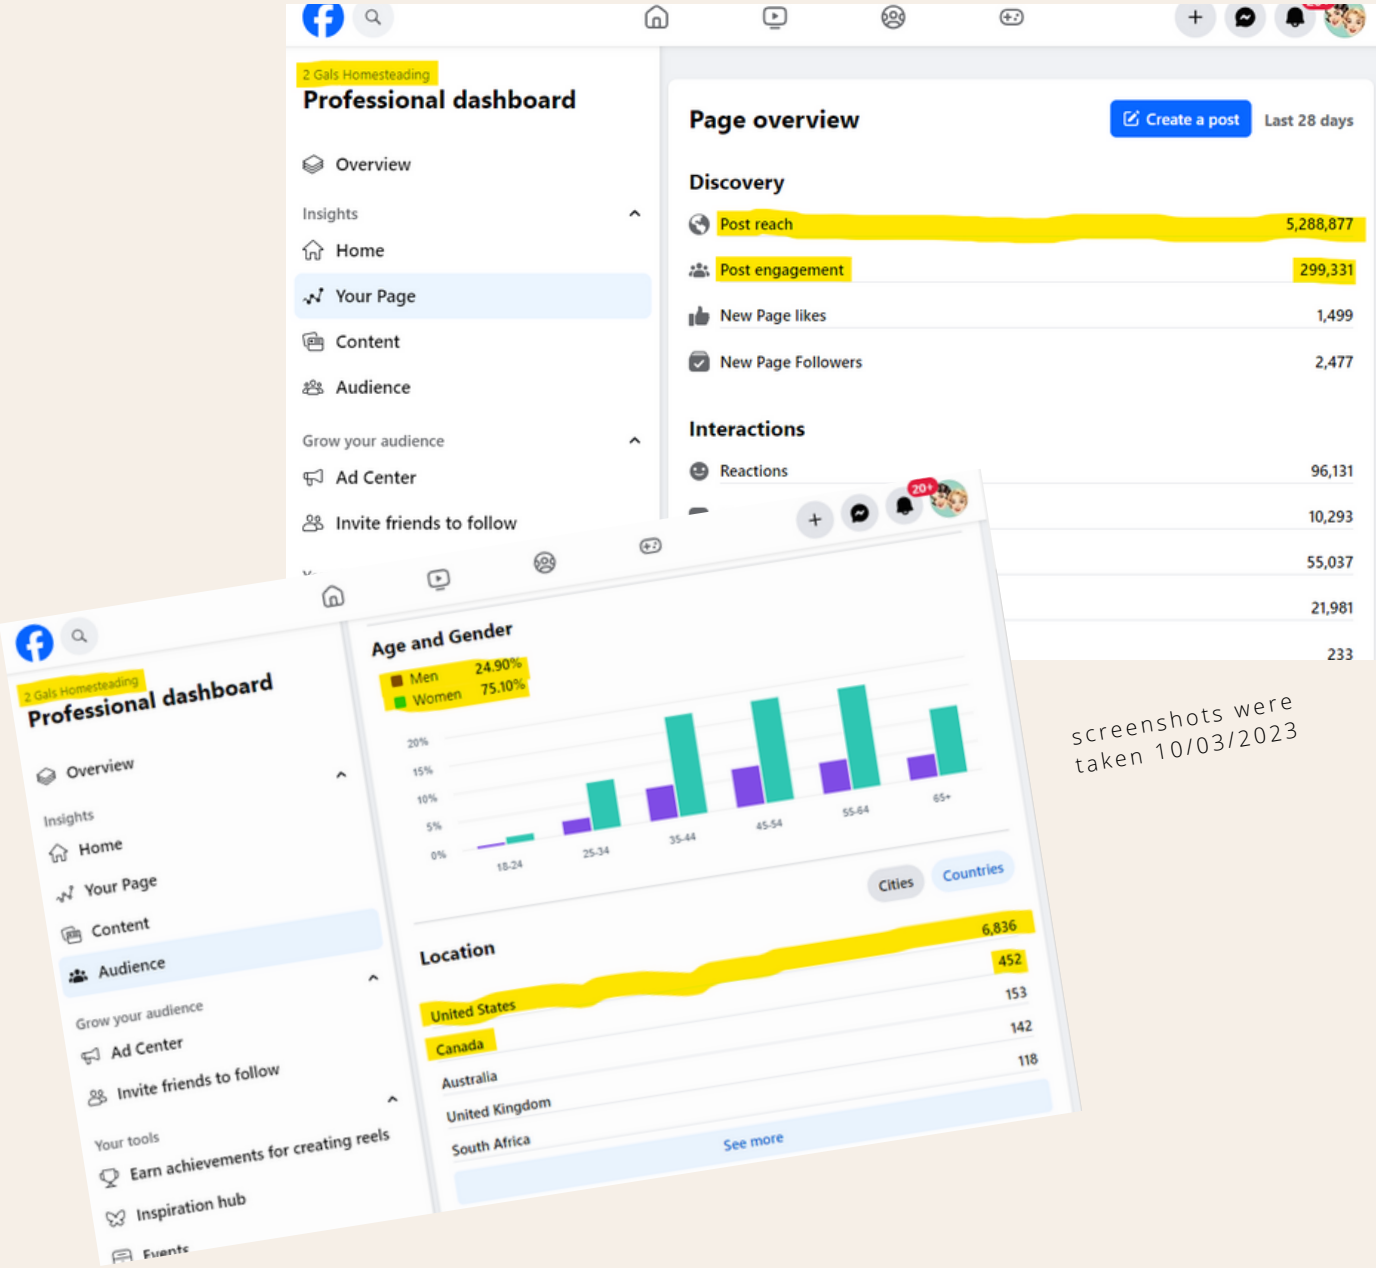 2 Gals Homesteading
Professional dashboard
Overview
Insights
Home
Your Page
Content
Audience
Grow your audience
Ad Center
Invite friends to follow
Page overview
Create a post
Last 28 days
Discovery
Post reach 5,288,877
Post engagement 299,331
New Page likes 1,499
New Page Followers 2,477
Interactions
Reactions 96,131
10,293
55,037
21,981
233
20+
2 Gals Homesteading
Professional dashboard
Overview
Insights
Home
Your Page
Content
Audience
Grow your audience
Ad Center
Invite friends to follow
Your tools
Earn achievements for creating reels
Inspiration hub
Events
Age and Gender
Men 24.90%
Women 75.10%
20%
15%
10%
5%
0%
18-24 25-34 35-44 45-54 55-64 65+
Cities Countries
Location
United States 6,836
Canada 452
Australia 153
United Kingdom 142
South Africa 118
See more
screenshots were
taken 10/03/2023